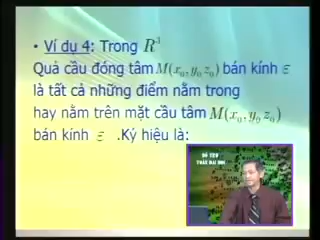 • Ví dụ 4: Trong R³
Quả cầu đóng tâm M(x₀,y₀ z₀) bán kính ε
là tất cả những điểm nằm trong
hay nằm trên mặt cầu tâm M(x₀,y₀ z₀)
bán kính ε .Ký hiệu là: